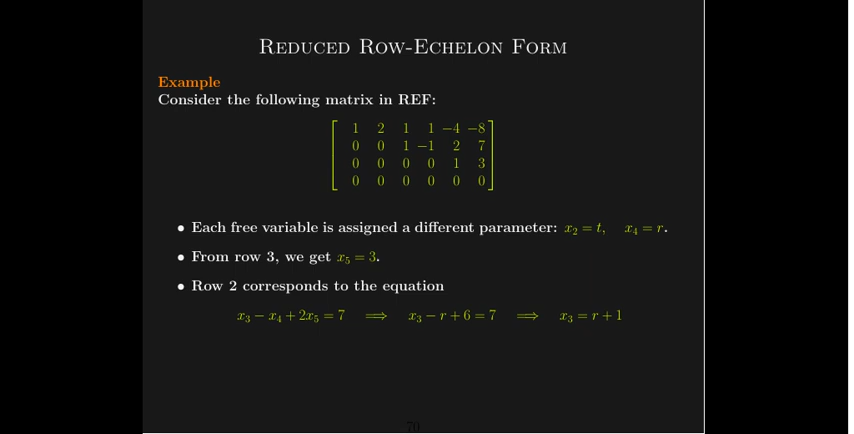 Reduced Row-Echelon Form
Example
Consider the following matrix in REF:
1 2 1 1 −4 −8
0 0 1 −1 2 7
0 0 0 0 1 3
0 0 0 0 0 0
• Each free variable is assigned a different parameter: x₂ = t, x₄ = r.
• From row 3, we get x₅ = 3.
• Row 2 corresponds to the equation
x₃ − x₄ + 2x₅ = 7 ⟹ x₃ − r + 6 = 7 ⟹ x₃ = r + 1
70